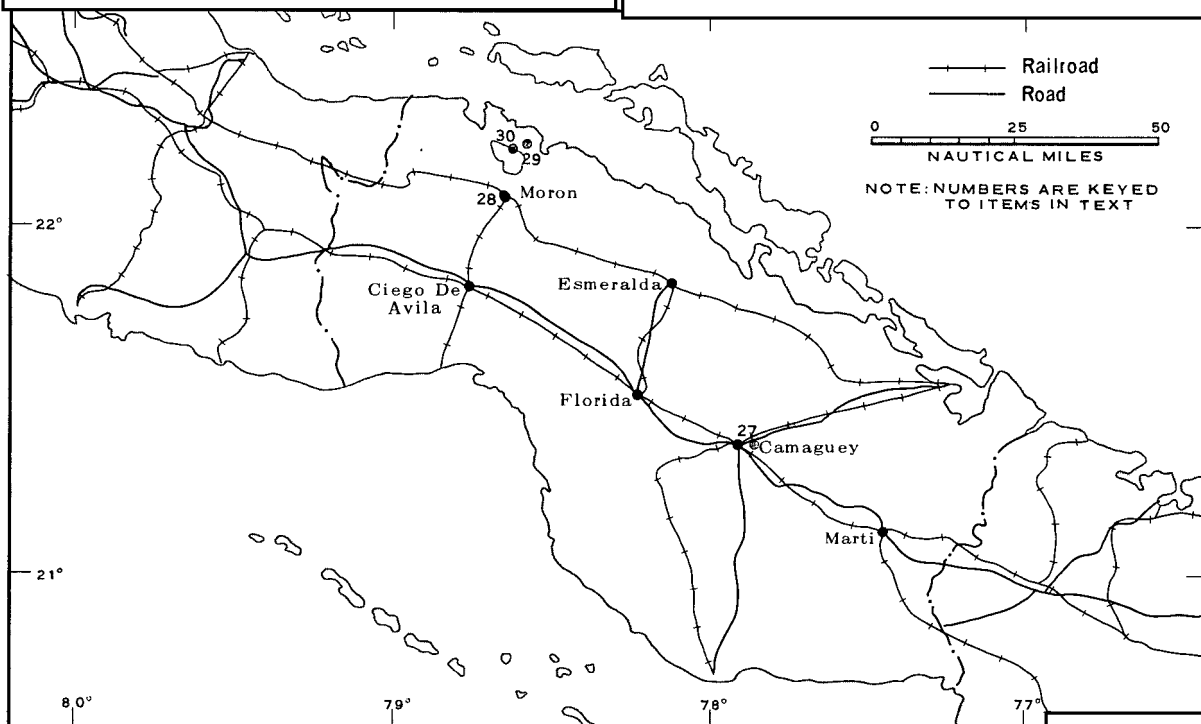 Railroad
Road
0 25 50
NAUTICAL MILES
NOTE: NUMBERS ARE KEYED
TO ITEMS IN TEXT
30
29
28 Moron
22°
Ciego De
Avila
Esmeralda
Florida
27
Camaguey
Marti
21°
80° 79° 78° 77°